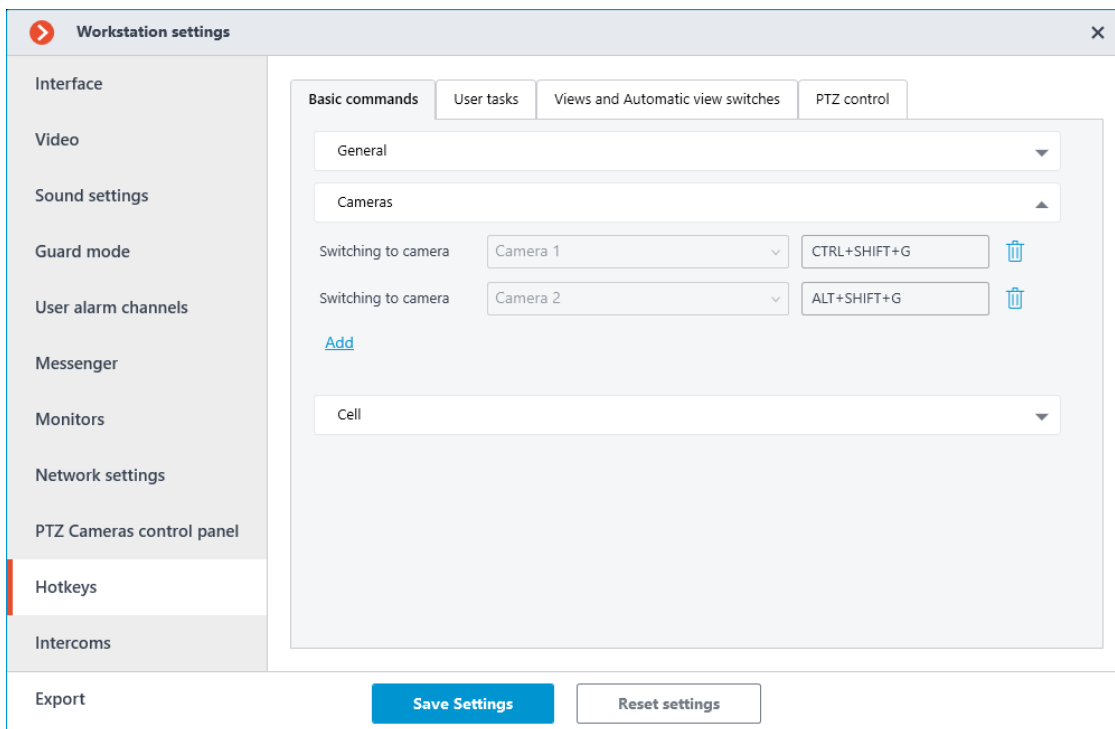 Workstation settings
Interface
Video
Sound settings
Guard mode
User alarm channels
Messenger
Monitors
Network settings
PTZ Cameras control panel
Hotkeys
Intercoms
Export
Basic commands
User tasks
Views and Automatic view switches
PTZ control
General
Cameras
Switching to camera Camera 1 CTRL+SHIFT+G
Switching to camera Camera 2 ALT+SHIFT+G
Add
Cell
Save Settings
Reset settings